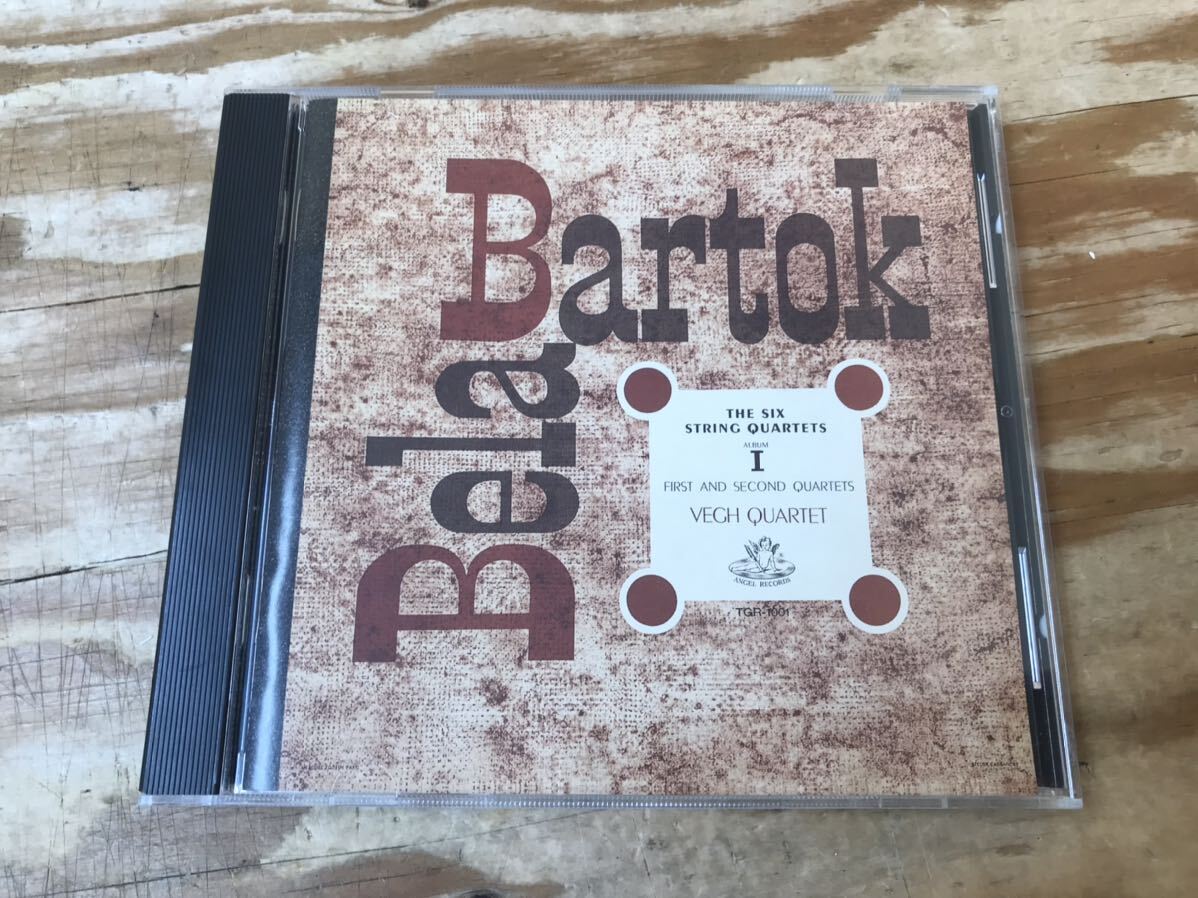 Bela
Bartok
THE SIX
STRING QUARTETS
ALBUM
I
FIRST AND SECOND QUARTETS
VEGH QUARTET
ANGEL RECORDS
TGR-1001